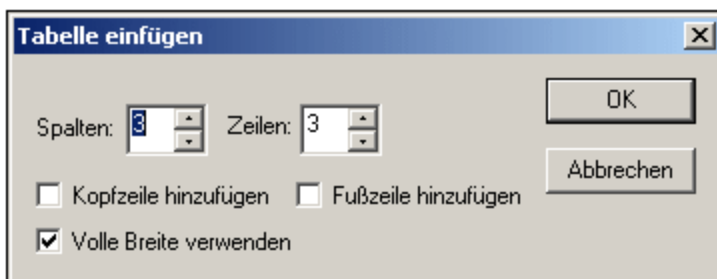 Tabelle einfügen
Spalten: 3 Zeilen: 3 OK
Abbrechen
Kopfzeile hinzufügen Fußzeile hinzufügen
Volle Breite verwenden